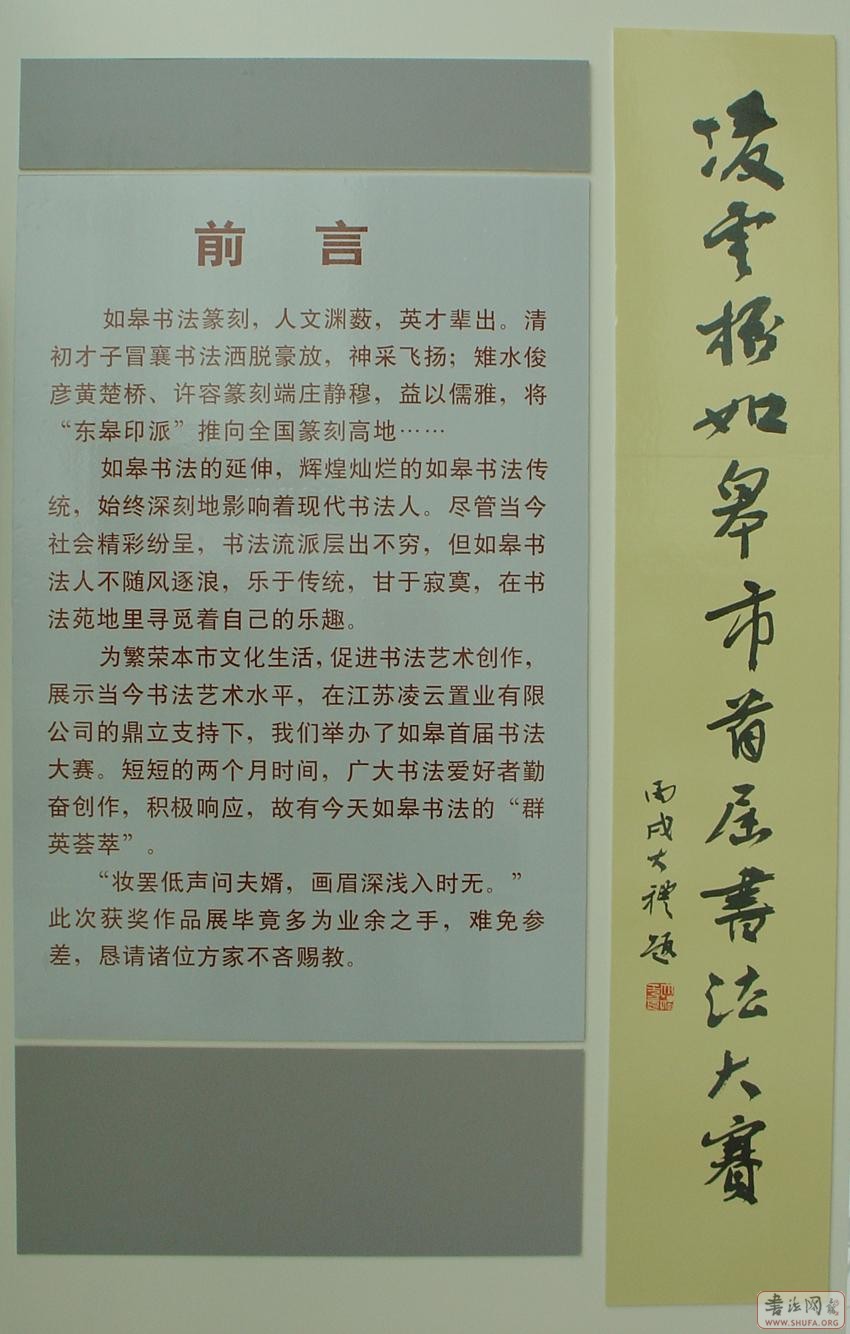 前 言
如皋书法篆刻，人文渊薮，英才辈出。清
初才子冒襄书法洒脱豪放，神采飞扬；雉水俊
彦黄楚桥、许容篆刻端庄静穆，益以儒雅，将
“东皋印派”推向全国篆刻高地……
如皋书法的延伸，辉煌灿烂的如皋书法传
统，始终深刻地影响着现代书法人。尽管当今
社会精彩纷呈，书法流派层出不穷，但如皋书
法人不随风逐浪，乐于传统，甘于寂寞，在书
法苑地里寻觅着自己的乐趣。
为繁荣本市文化生活，促进书法艺术创作，
展示当今书法艺术水平，在江苏凌云置业有限
公司的鼎立支持下，我们举办了如皋首届书法
大赛。短短的两个月时间，广大书法爱好者勤
奋创作，积极响应，故有今天如皋书法的“群
英荟萃”。
“妆罢低声问夫婿，画眉深浅入时无。”
此次获奖作品展毕竟多为业余之手，难免参
差，恳请诸位方家不吝赐教。
凌云杯如皋市首届書法大賽
丙戌大禮题
書法网
WWW.SHUFA.ORG